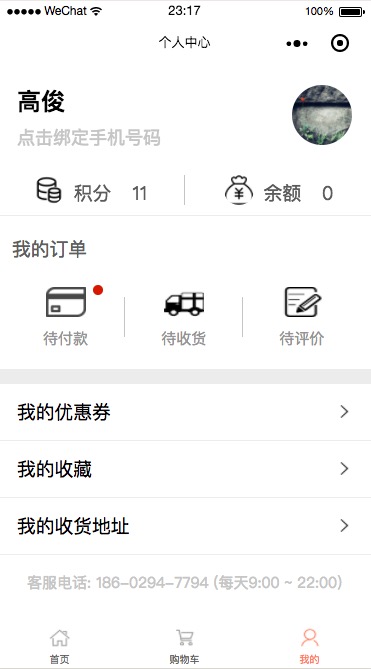 WeChat 23:17 100%
个人中心
高俊
点击绑定手机号码
积分 11 余额 0
我的订单
待付款 待收货 待评价
我的优惠券
我的收藏
我的收货地址
客服电话: 186-0294-7794 (每天9:00 ~ 22:00)
首页 购物车 我的